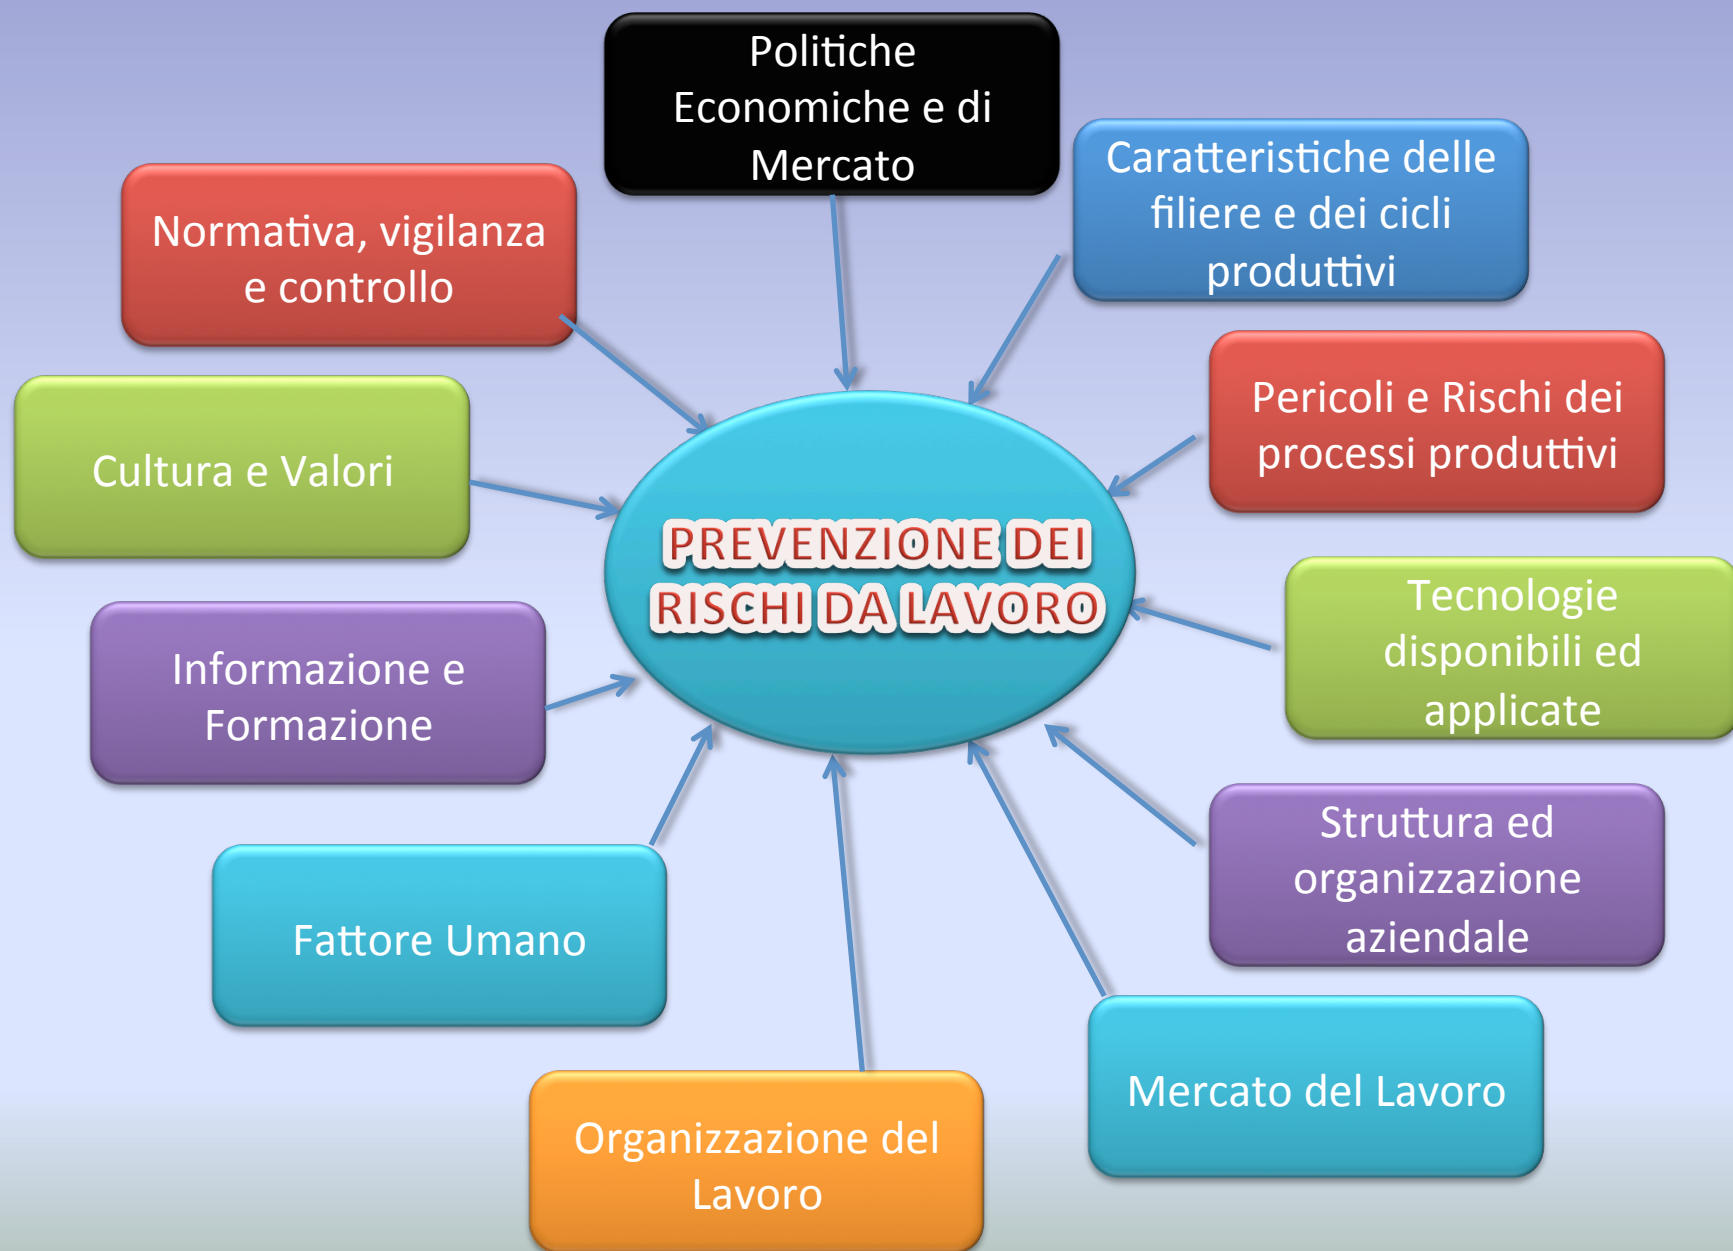 Politiche
Economiche e di
Mercato
Caratteristiche delle
filiere e dei cicli
produttivi
Normativa, vigilanza
e controllo
Pericoli e Rischi dei
processi produttivi
Cultura e Valori
PREVENZIONE DEI
RISCHI DA LAVORO
Tecnologie
disponibili ed
applicate
Informazione e
Formazione
Struttura ed
organizzazione
aziendale
Fattore Umano
Mercato del Lavoro
Organizzazione del
Lavoro